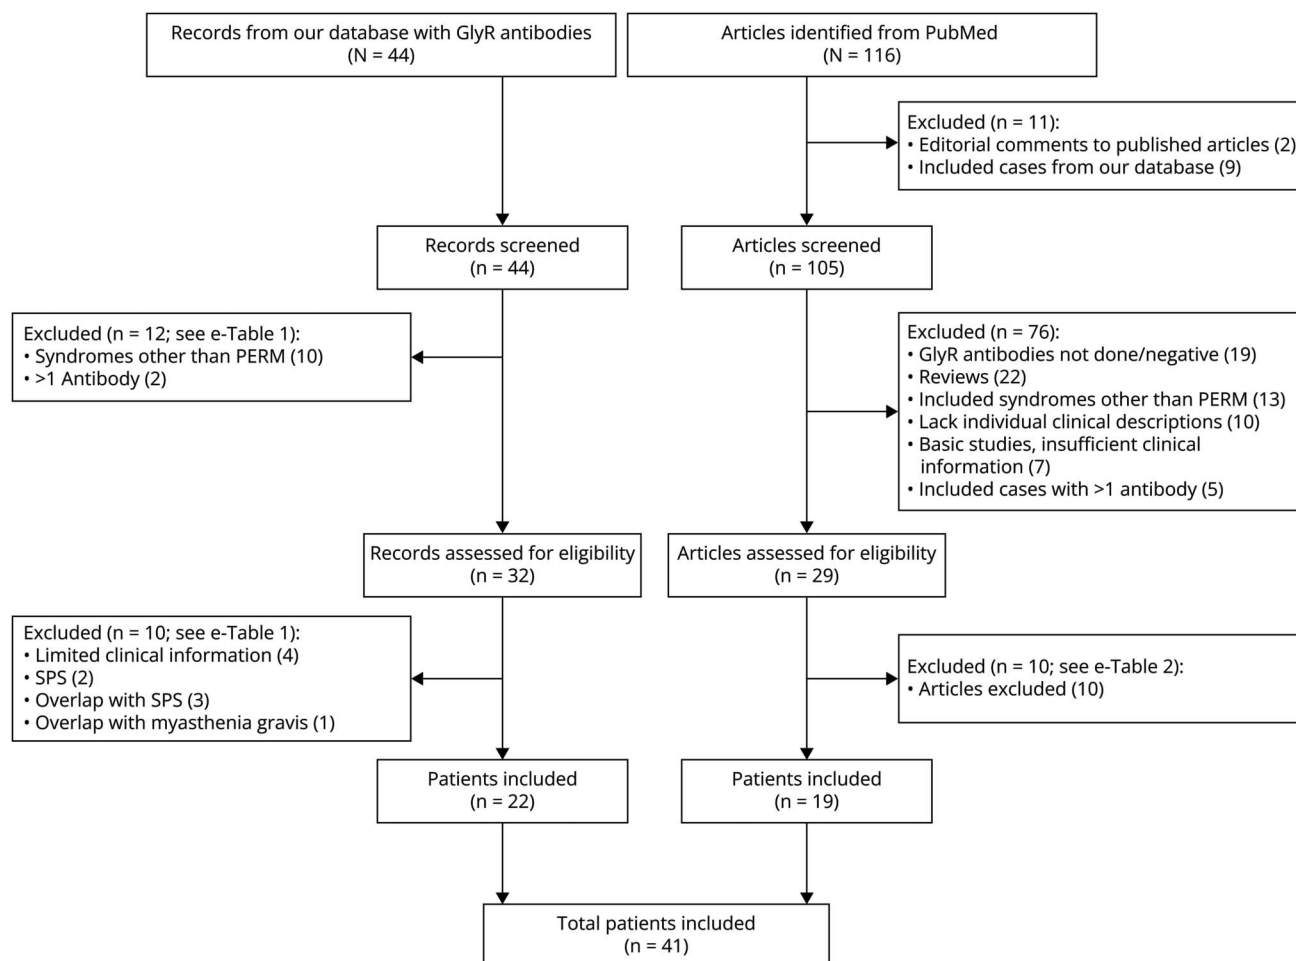 Records from our database with GlyR antibodies
(N = 44)
Articles identified from PubMed
(N = 116)
Excluded (n = 11):
• Editorial comments to published articles (2)
• Included cases from our database (9)
Records screened
(n = 44)
Articles screened
(n = 105)
Excluded (n = 12; see e-Table 1):
• Syndromes other than PERM (10)
• >1 Antibody (2)
Excluded (n = 76):
• GlyR antibodies not done/negative (19)
• Reviews (22)
• Included syndromes other than PERM (13)
• Lack individual clinical descriptions (10)
• Basic studies, insufficient clinical
information (7)
• Included cases with >1 antibody (5)
Records assessed for eligibility
(n = 32)
Articles assessed for eligibility
(n = 29)
Excluded (n = 10; see e-Table 1):
• Limited clinical information (4)
• SPS (2)
• Overlap with SPS (3)
• Overlap with myasthenia gravis (1)
Excluded (n = 10; see e-Table 2):
• Articles excluded (10)
Patients included
(n = 22)
Patients included
(n = 19)
Total patients included
(n = 41)